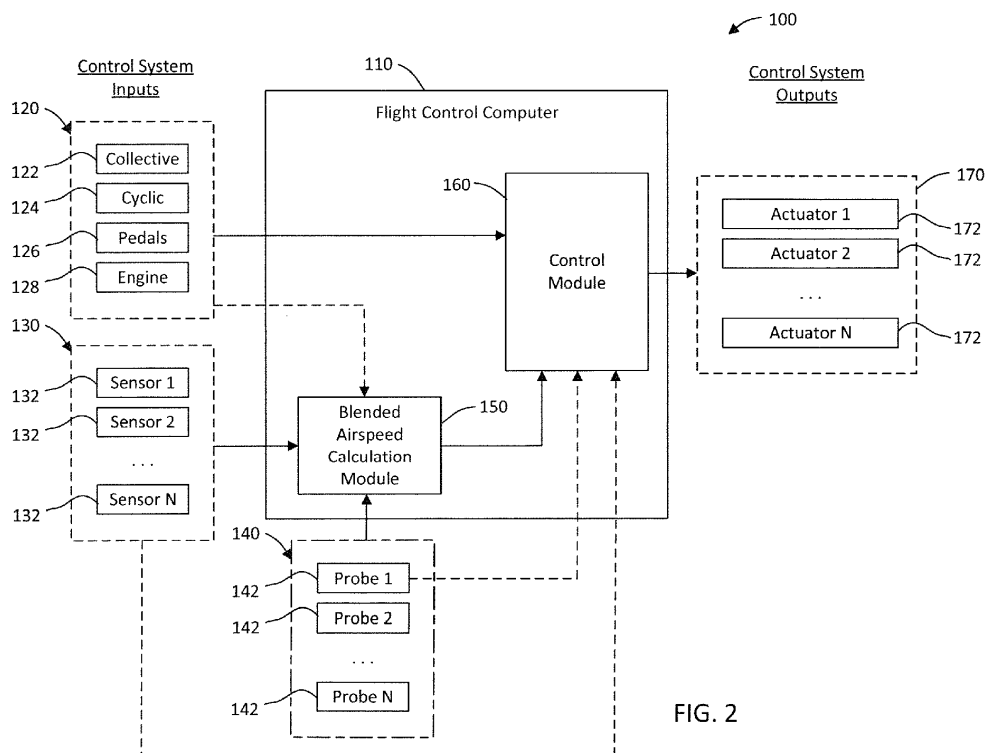 100
Control System
Inputs
110
Control System
Outputs
Flight Control Computer
120
122
Collective
124
Cyclic
126
Pedals
128
Engine
160
Control
Module
170
Actuator 1
172
Actuator 2
172
. . .
Actuator N
172
130
132
Sensor 1
132
Sensor 2
. . .
132
Sensor N
Blended
Airspeed
Calculation
Module
150
140
142
Probe 1
142
Probe 2
. . .
142
Probe N
FIG. 2